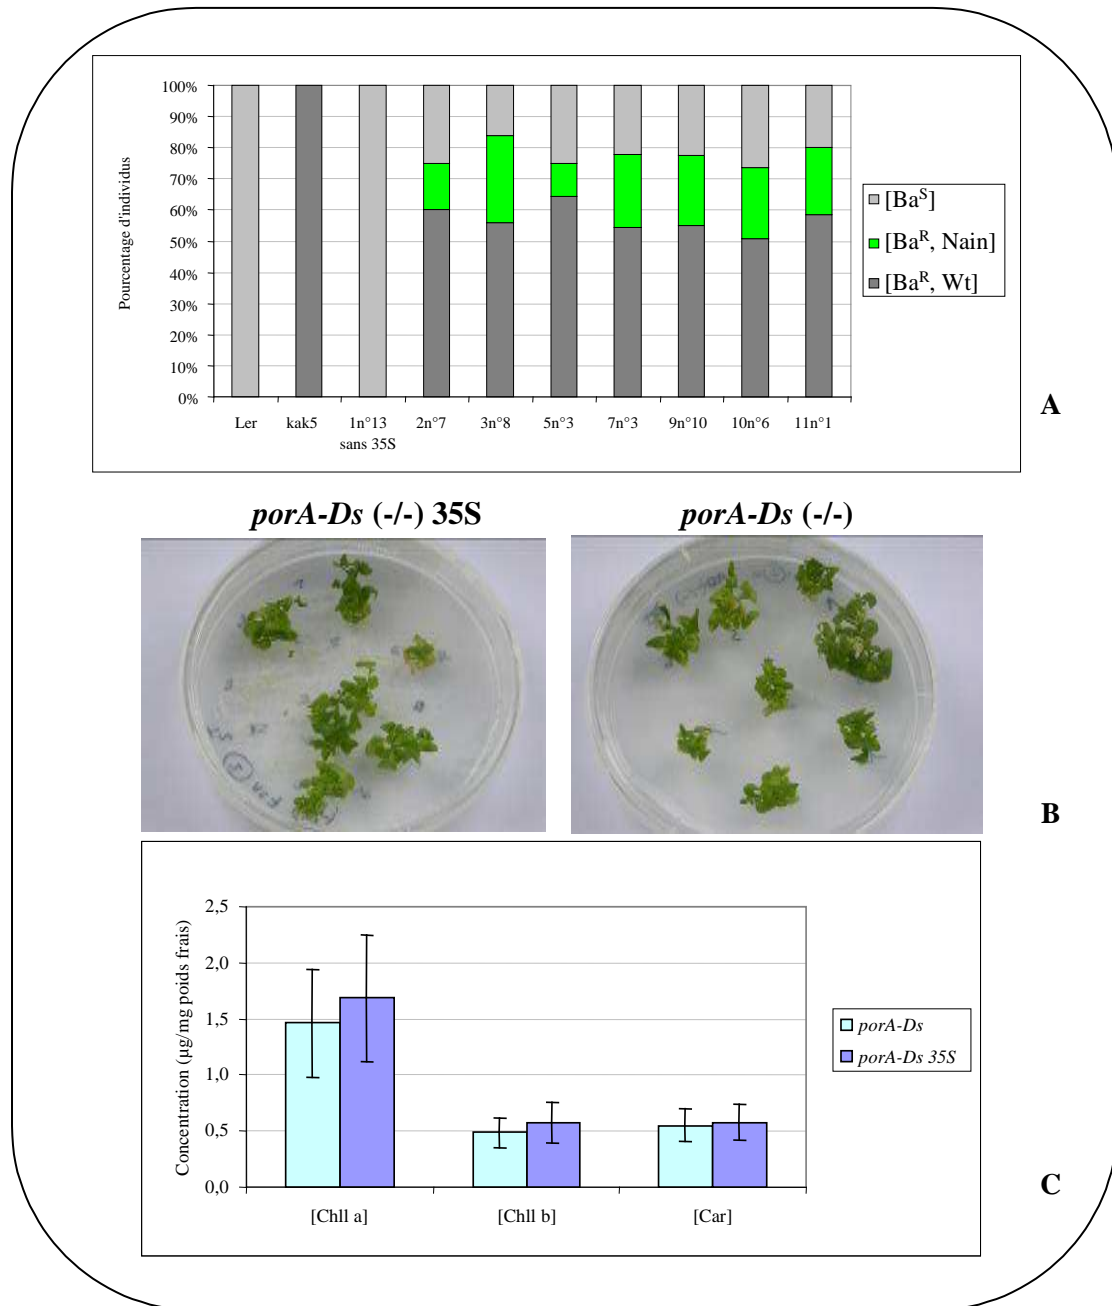 100%
90%
80%
70%
60%
50%
40%
30%
20%
10%
0%
Pourcentage d'individus
Ler kak5 1n°13 2n°7 3n°8 5n°3 7n°3 9n°10 10n°6 11n°1
sans 35S
[Ba^S]
[Ba^R, Nain]
[Ba^R, Wt]
A
porA-Ds (-/-) 35S porA-Ds (-/-)
B
2,5
2,0
1,5
1,0
0,5
0,0
Concentration (µg/mg poids frais)
[Chll a] [Chll b] [Car]
porA-Ds
porA-Ds 35S
C